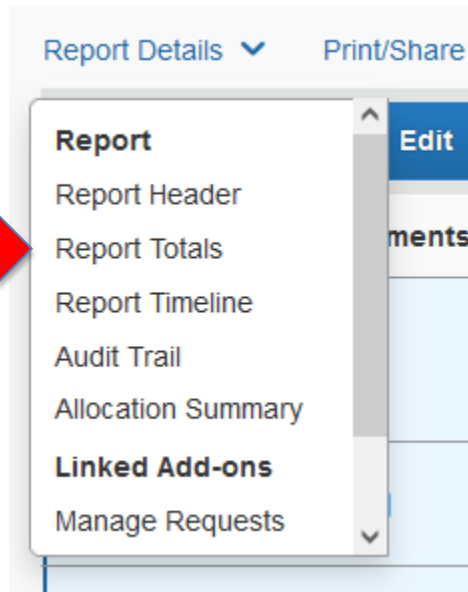 Report Details Print/Share
Report
Edit
Report Header
Report Totals
ments
Report Timeline
Audit Trail
Allocation Summary
Linked Add-ons
Manage Requests